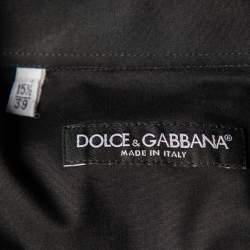 15½
39
DOLCE & GABBANA®
MADE IN ITALY